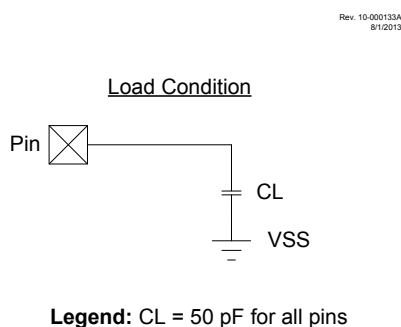 Rev. 10-000133A
8/1/2013
Load Condition
Pin
CL
VSS
Legend: CL = 50 pF for all pins